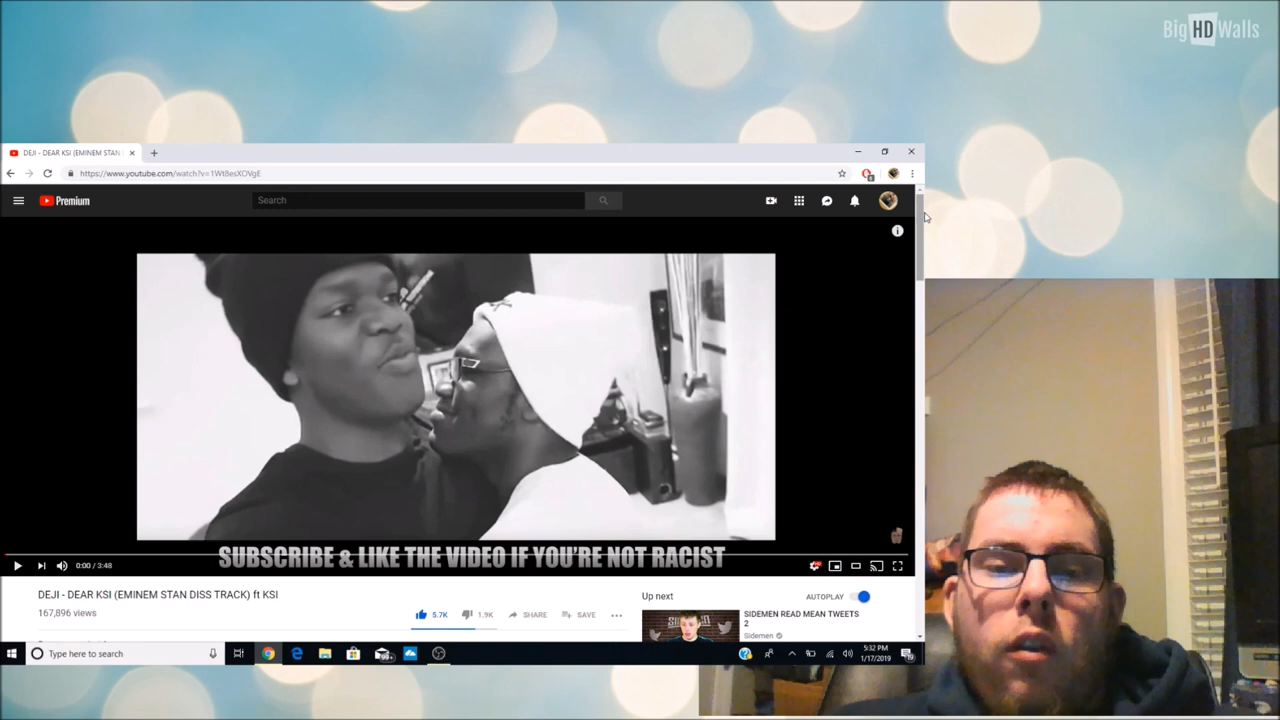 Big HD Walls
DEJI - DEAR KSI (EMINEM STAN
https://www.youtube.com/watch?v=1Wt8esXOVgE
Premium
Search
SUBSCRIBE & LIKE THE VIDEO IF YOU'RE NOT RACIST
0:00 / 3:48
DEJI - DEAR KSI (EMINEM STAN DISS TRACK) ft KSI
167,896 views
5.7K
1.9K
SHARE
SAVE
Up next
AUTOPLAY
SIDEMEN READ MEAN TWEETS
2
Sidemen
Type here to search
5:32 PM
1/17/2019